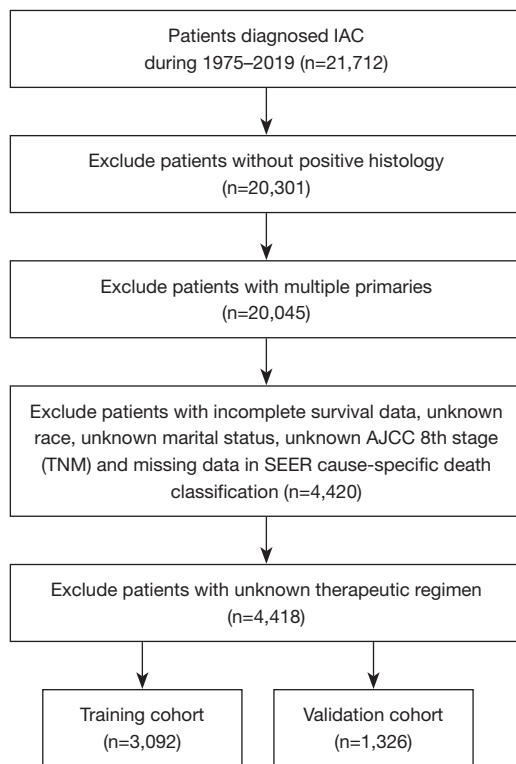 Patients diagnosed IAC
during 1975–2019 (n=21,712)
Exclude patients without positive histology
(n=20,301)
Exclude patients with multiple primaries
(n=20,045)
Exclude patients with incomplete survival data, unknown
race, unknown marital status, unknown AJCC 8th stage
(TNM) and missing data in SEER cause-specific death
classification (n=4,420)
Exclude patients with unknown therapeutic regimen
(n=4,418)
Training cohort
(n=3,092)
Validation cohort
(n=1,326)